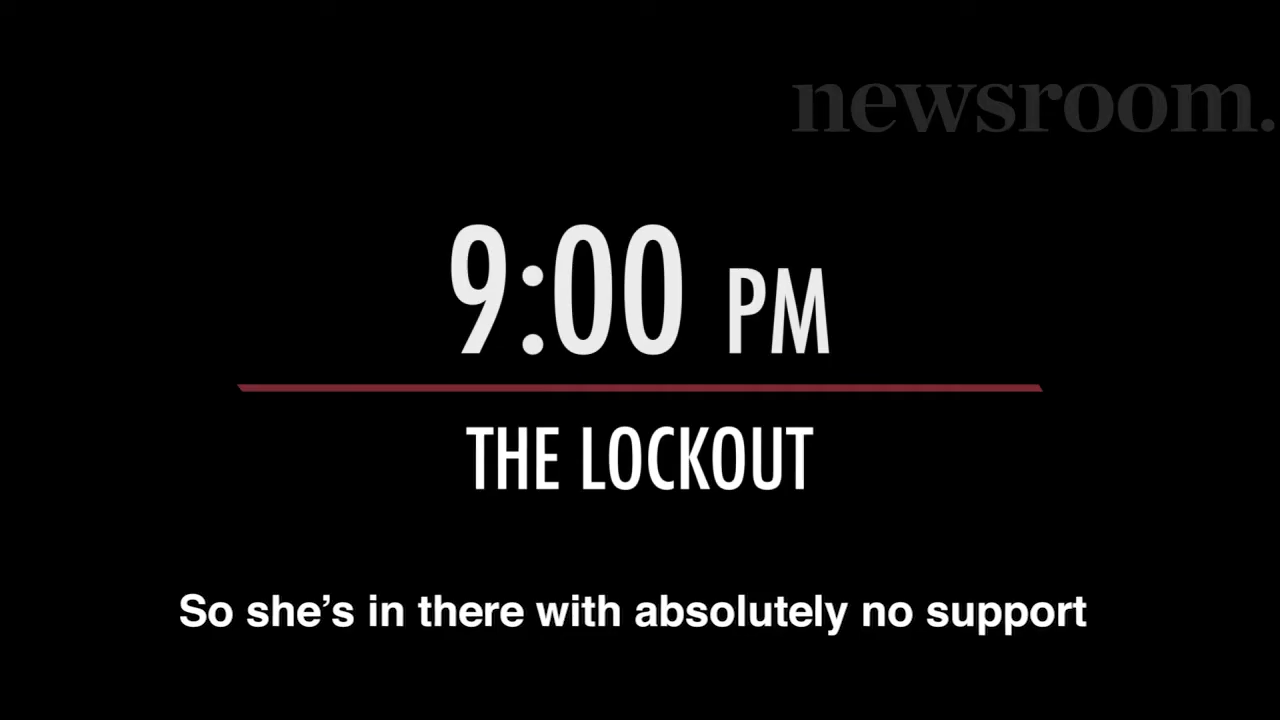 newsroom.
9:00 PM
THE LOCKOUT
So she’s in there with absolutely no support